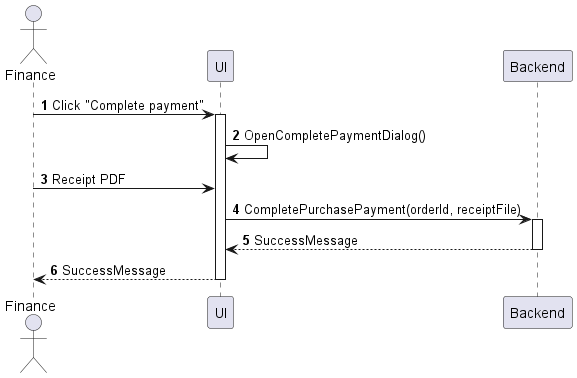 Finance
UI
Backend
1 Click "Complete payment"
2 OpenCompletePaymentDialog()
3 Receipt PDF
4 CompletePurchasePayment(orderId, receiptFile)
5 SuccessMessage
6 SuccessMessage
Finance
UI
Backend